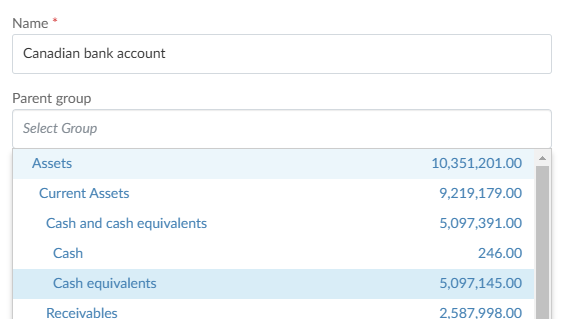 Name *
Canadian bank account
Parent group
Select Group
Assets 10,351,201.00
Current Assets 9,219,179.00
Cash and cash equivalents 5,097,391.00
Cash 246.00
Cash equivalents 5,097,145.00
Receivables 2,587,998.00